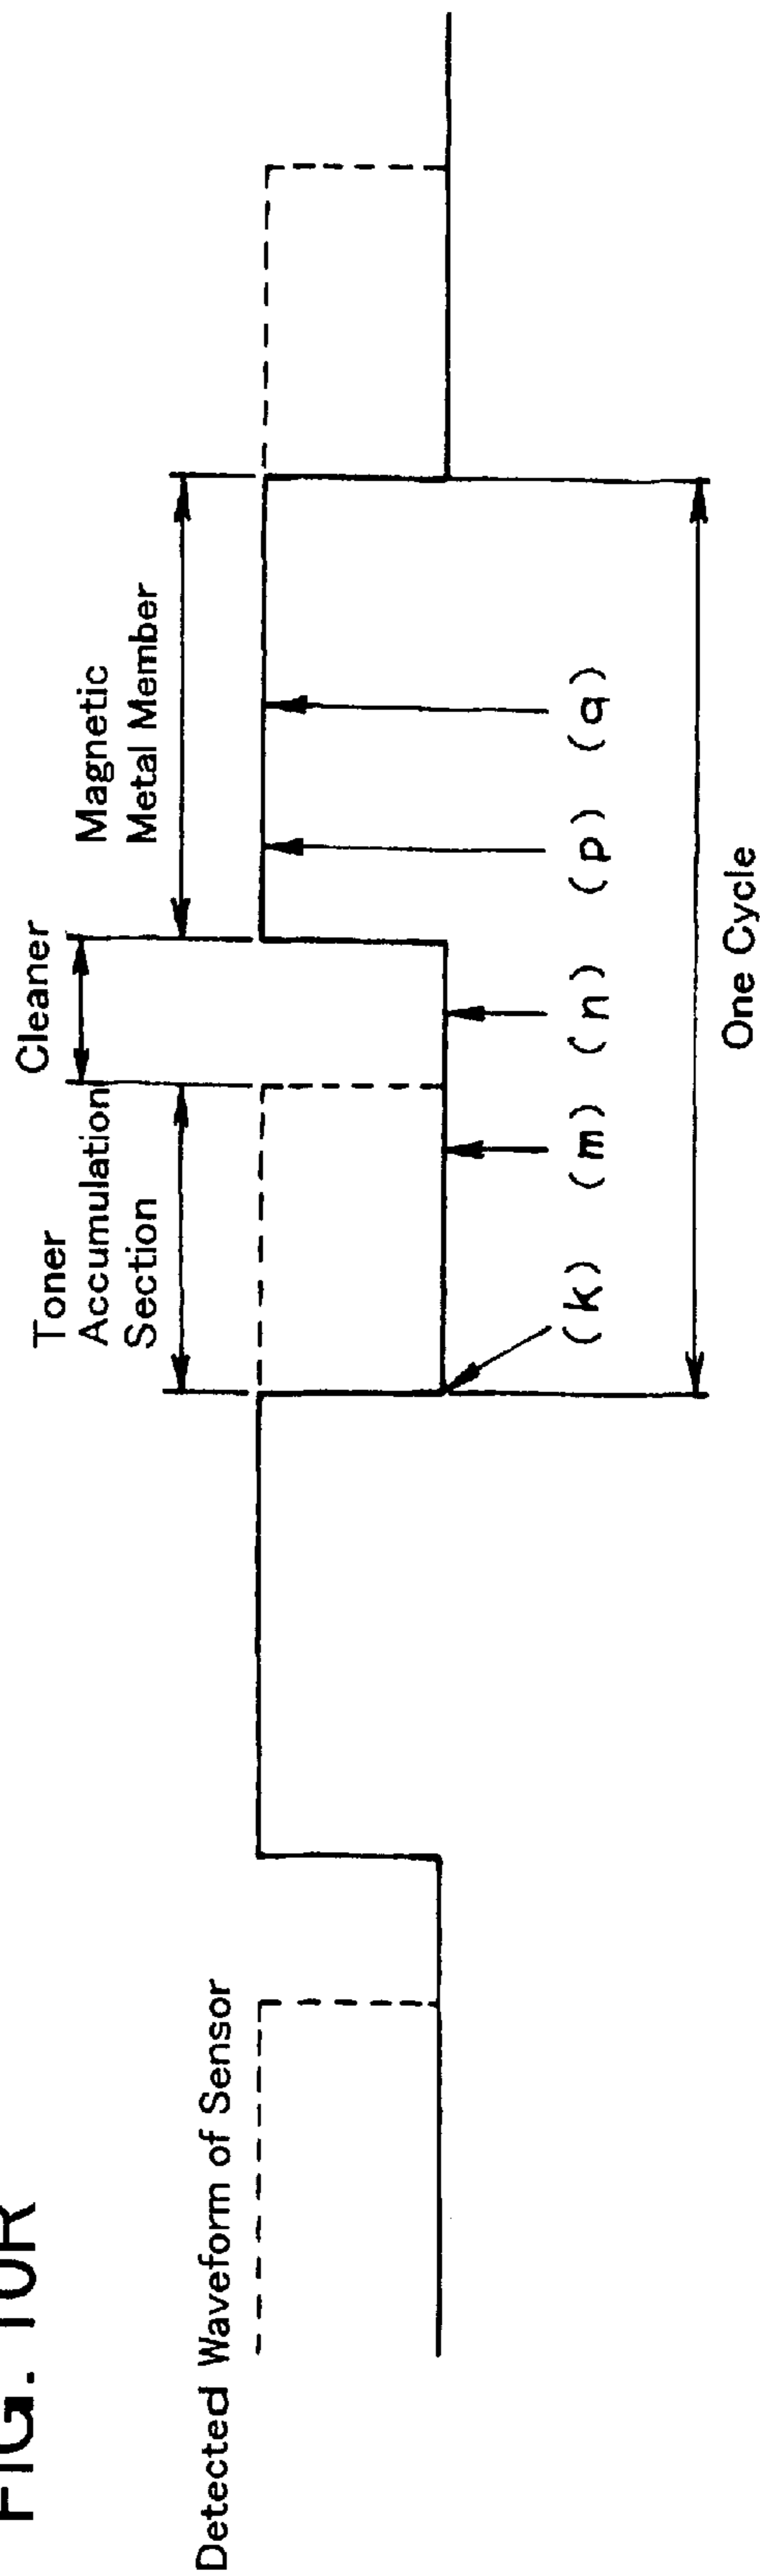 FIG. 10R
Detected Waveform of Sensor
Toner
Accumulation
Section
Cleaner
Magnetic
Metal Member
(k) (m) (n) (p) (q)
One Cycle